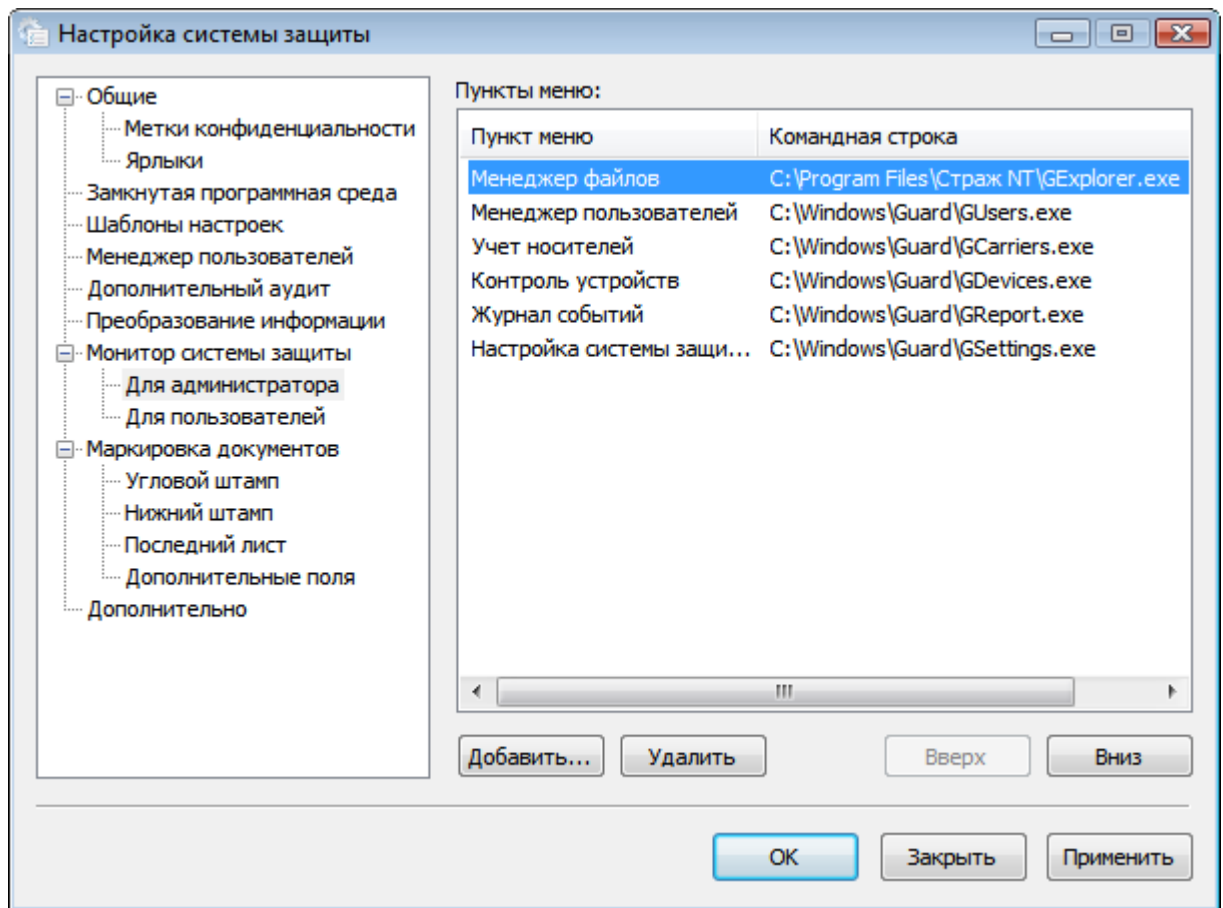 Настройка системы защиты
Общие
Метки конфиденциальности
Ярлыки
Замкнутая программная среда
Шаблоны настроек
Менеджер пользователей
Дополнительный аудит
Преобразование информации
Монитор системы защиты
Для администратора
Для пользователей
Маркировка документов
Угловой штамп
Нижний штамп
Последний лист
Дополнительные поля
Дополнительно
Пункты меню:
Пункт меню Командная строка
Менеджер файлов C:\Program Files\Страж NT\GExplorer.exe
Менеджер пользователей C:\Windows\Guard\GUsers.exe
Учет носителей C:\Windows\Guard\GCarriers.exe
Контроль устройств C:\Windows\Guard\GDevices.exe
Журнал событий C:\Windows\Guard\GReport.exe
Настройка системы защи... C:\Windows\Guard\GSettings.exe
Добавить... Удалить Вверх Вниз
ОК Закрыть Применить